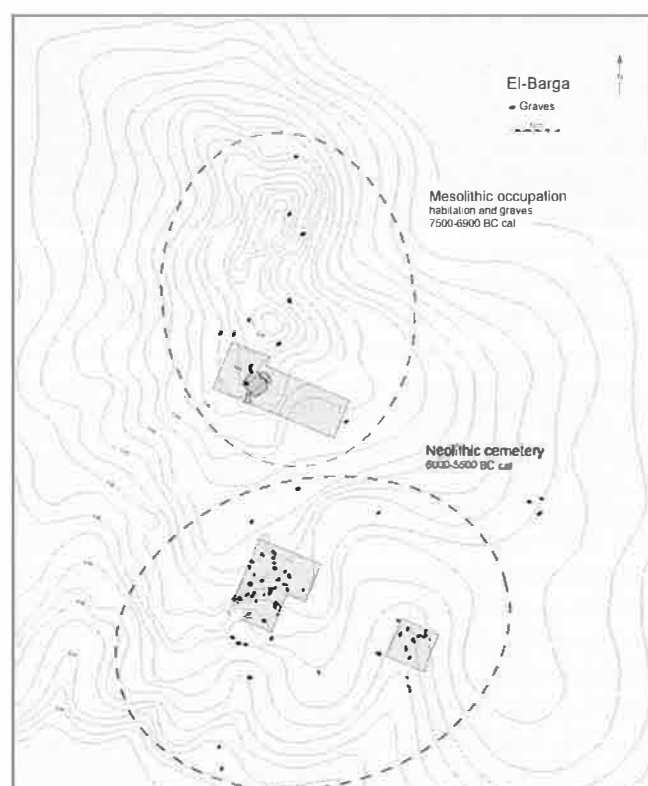 El-Barga
Graves
Mesolithic occupation
habitation and graves
7500-6900 BC cal
Neolithic cemetery
6000-5500 BC cal